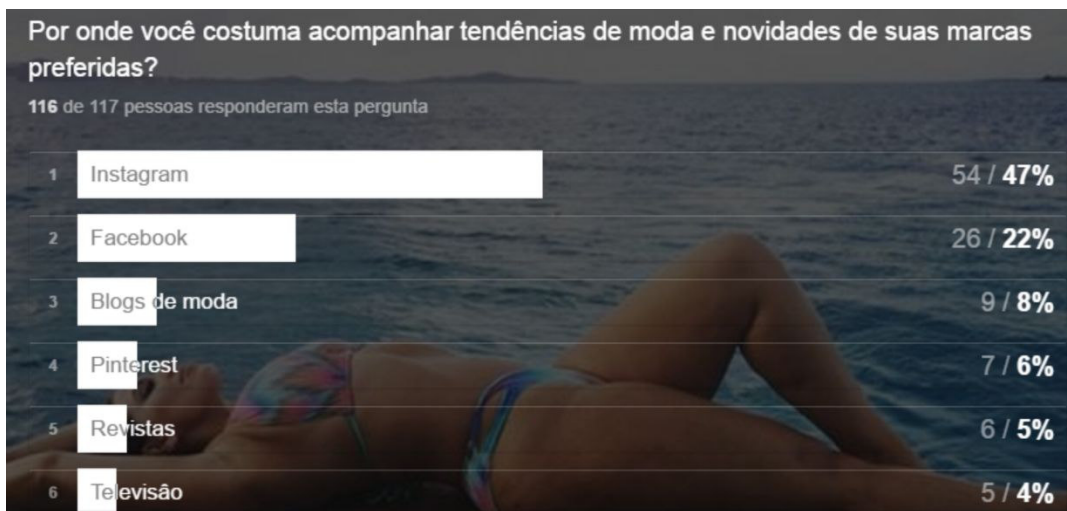 Por onde você costuma acompanhar tendências de moda e novidades de suas marcas
preferidas?
116 de 117 pessoas responderam esta pergunta
1 Instagram 54 / 47%
2 Facebook 26 / 22%
3 Blogs de moda 9 / 8%
4 Pinterest 7 / 6%
5 Revistas 6 / 5%
6 Televisão 5 / 4%